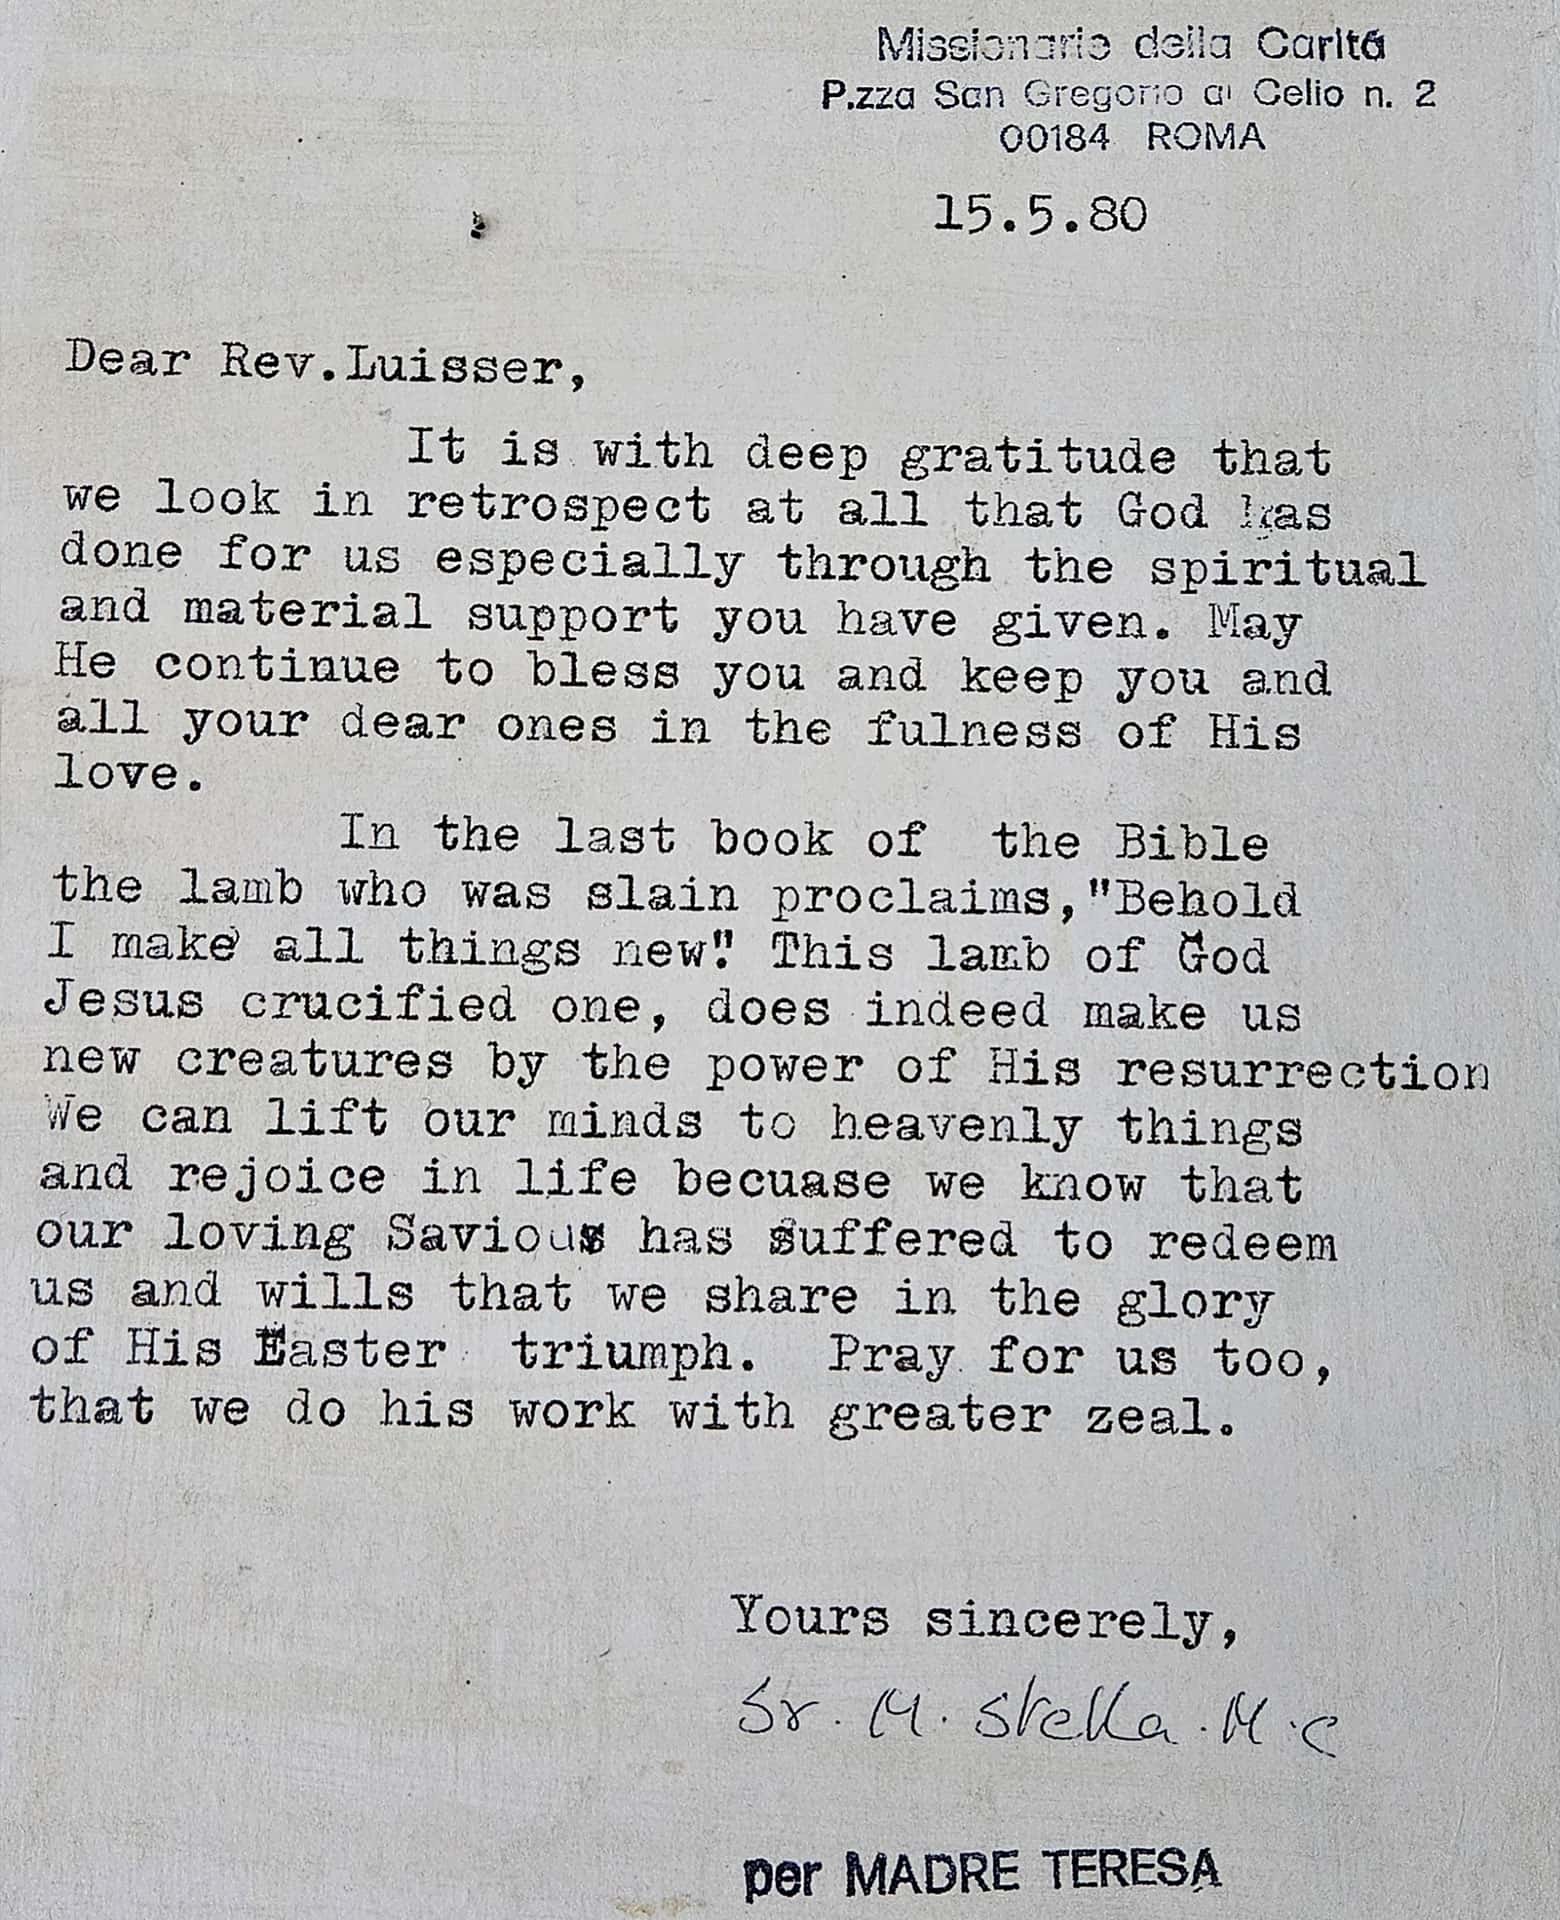 Missionarie della Carità
P.zza San Gregorio al Celio n. 2
00184 ROMA
15.5.80
Dear Rev.Luisser,
It is with deep gratitude that
we look in retrospect at all that God has
done for us especially through the spiritual
and material support you have given. May
He continue to bless you and keep you and
all your dear ones in the fulness of His
love.
In the last book of the Bible
the lamb who was slain proclaims,"Behold
I make all things new". This lamb of God
Jesus crucified one, does indeed make us
new creatures by the power of His resurrection
We can lift our minds to heavenly things
and rejoice in life becuase we know that
our loving Saviour has suffered to redeem
us and wills that we share in the glory
of His Easter triumph. Pray for us too,
that we do his work with greater zeal.
Yours sincerely,
Sr. M. Stella. M.C
per MADRE TERESA